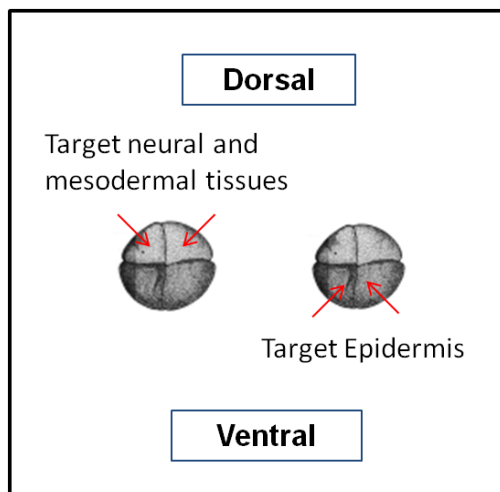 Dorsal
Target neural and
mesodermal tissues
Target Epidermis
Ventral